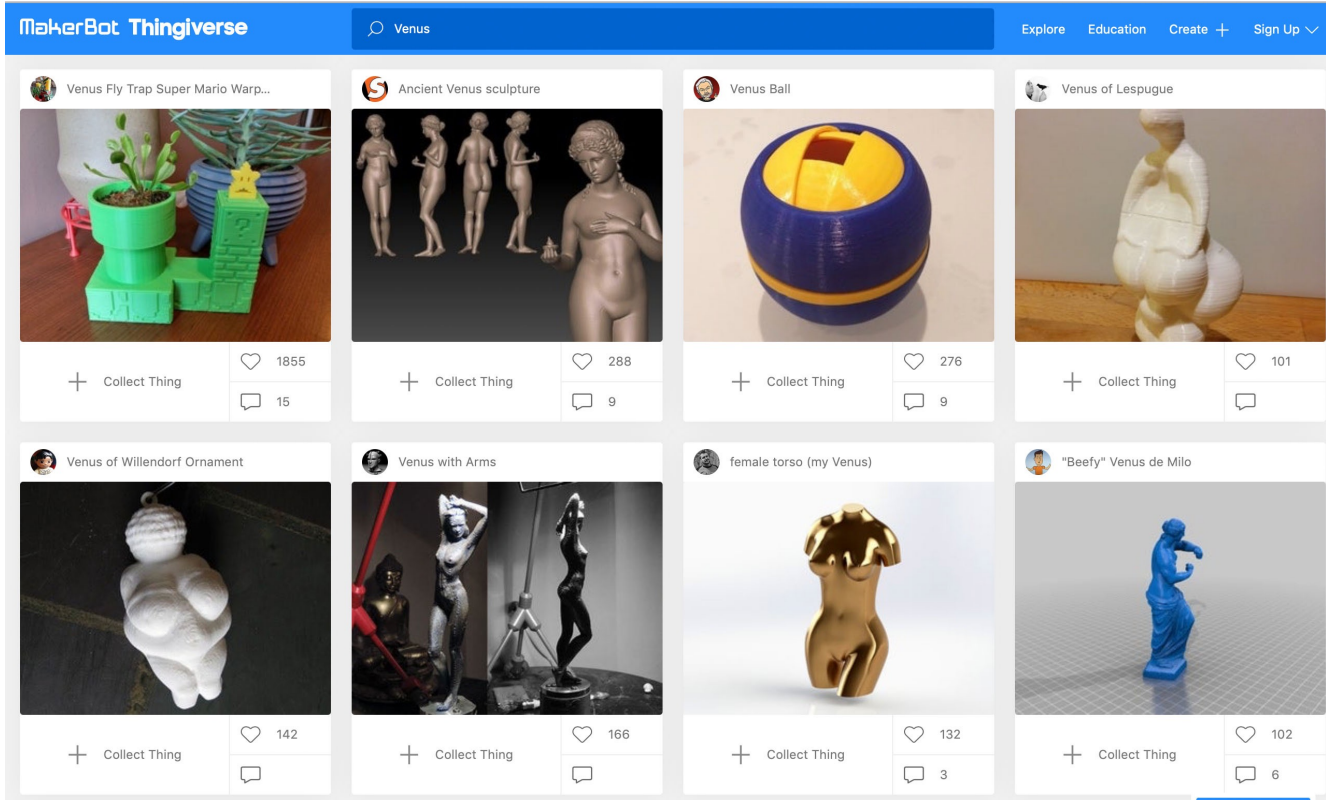 MakerBot Thingiverse
Venus
Explore Education Create Sign Up
Venus Fly Trap Super Mario Warp...
Ancient Venus sculpture
Venus Ball
Venus of Lespugue
?
Collect Thing
1855
15
Collect Thing
288
9
Collect Thing
276
9
Collect Thing
101
Venus of Willendorf Ornament
Venus with Arms
female torso (my Venus)
"Beefy" Venus de Milo
Collect Thing
142
Collect Thing
166
Collect Thing
132
3
Collect Thing
102
6